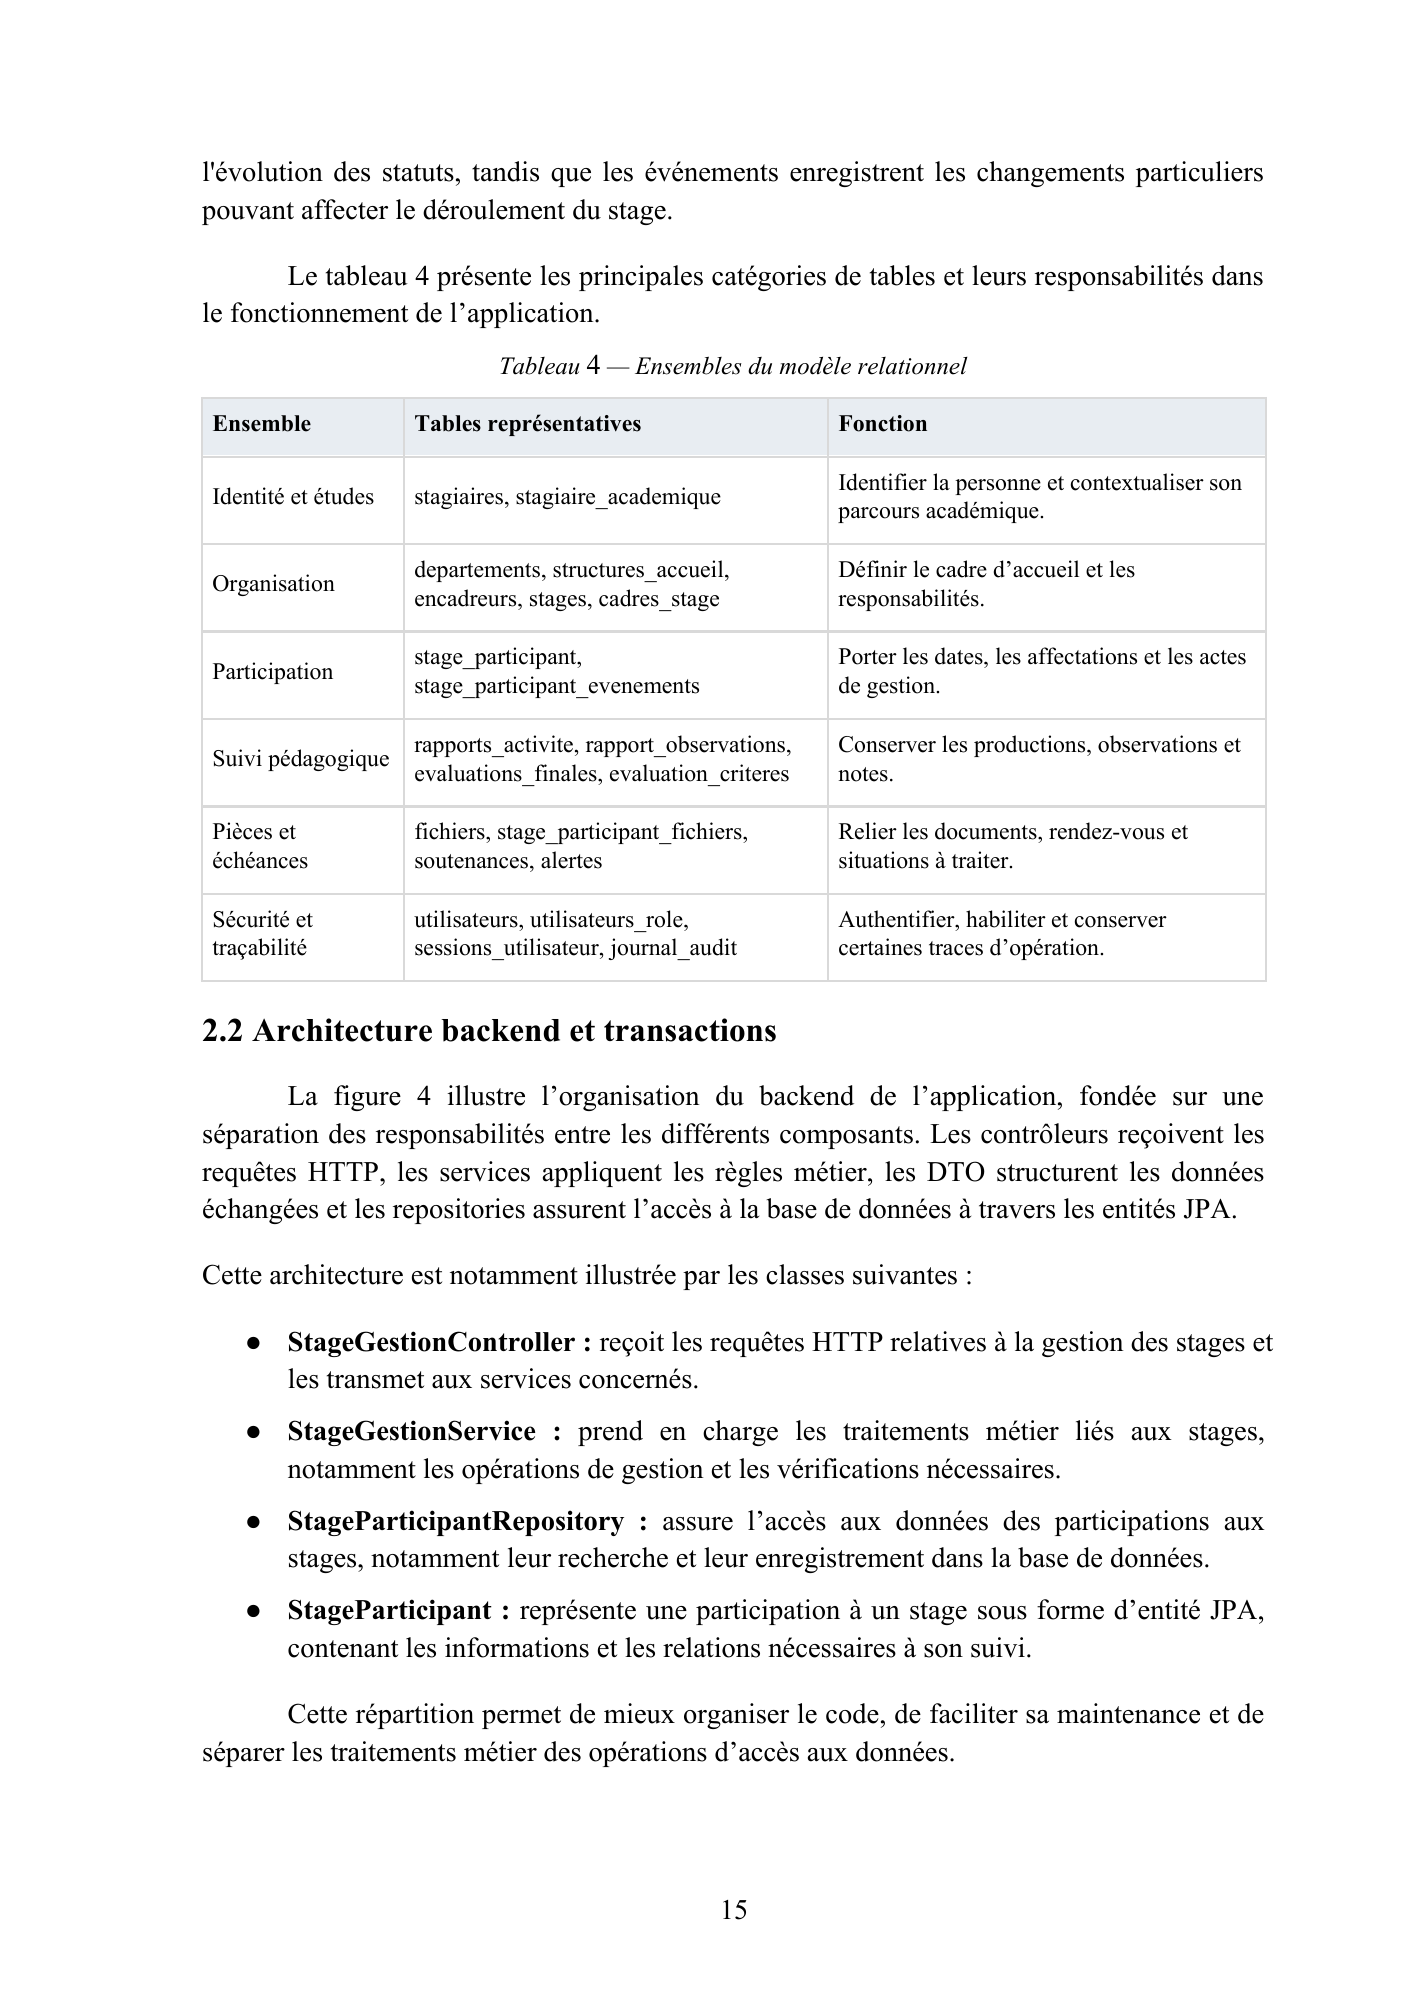 l'évolution des statuts, tandis que les événements enregistrent les changements particuliers
pouvant affecter le déroulement du stage.
Le tableau 4 présente les principales catégories de tables et leurs responsabilités dans
le fonctionnement de l’application.
Tableau 4 — Ensembles du modèle relationnel
Ensemble Tables représentatives Fonction
Identité et études stagiaires, stagiaire_academique Identifier la personne et contextualiser son
parcours académique.
Organisation departements, structures_accueil, Définir le cadre d’accueil et les
encadreurs, stages, cadres_stage responsabilités.
Participation stage_participant, Porter les dates, les affectations et les actes
stage_participant_evenements de gestion.
Suivi pédagogique rapports_activite, rapport_observations, Conserver les productions, observations et
evaluations_finales, evaluation_criteres notes.
Pièces et fichiers, stage_participant_fichiers, Relier les documents, rendez-vous et
échéances soutenances, alertes situations à traiter.
Sécurité et utilisateurs, utilisateurs_role, Authentifier, habiliter et conserver
traçabilité sessions_utilisateur, journal_audit certaines traces d’opération.
2.2 Architecture backend et transactions
La figure 4 illustre l’organisation du backend de l’application, fondée sur une
séparation des responsabilités entre les différents composants. Les contrôleurs reçoivent les
requêtes HTTP, les services appliquent les règles métier, les DTO structurent les données
échangées et les repositories assurent l’accès à la base de données à travers les entités JPA.
Cette architecture est notamment illustrée par les classes suivantes :
● StageGestionController : reçoit les requêtes HTTP relatives à la gestion des stages et
les transmet aux services concernés.
● StageGestionService : prend en charge les traitements métier liés aux stages,
notamment les opérations de gestion et les vérifications nécessaires.
● StageParticipantRepository : assure l’accès aux données des participations aux
stages, notamment leur recherche et leur enregistrement dans la base de données.
● StageParticipant : représente une participation à un stage sous forme d’entité JPA,
contenant les informations et les relations nécessaires à son suivi.
Cette répartition permet de mieux organiser le code, de faciliter sa maintenance et de
séparer les traitements métier des opérations d’accès aux données.
15